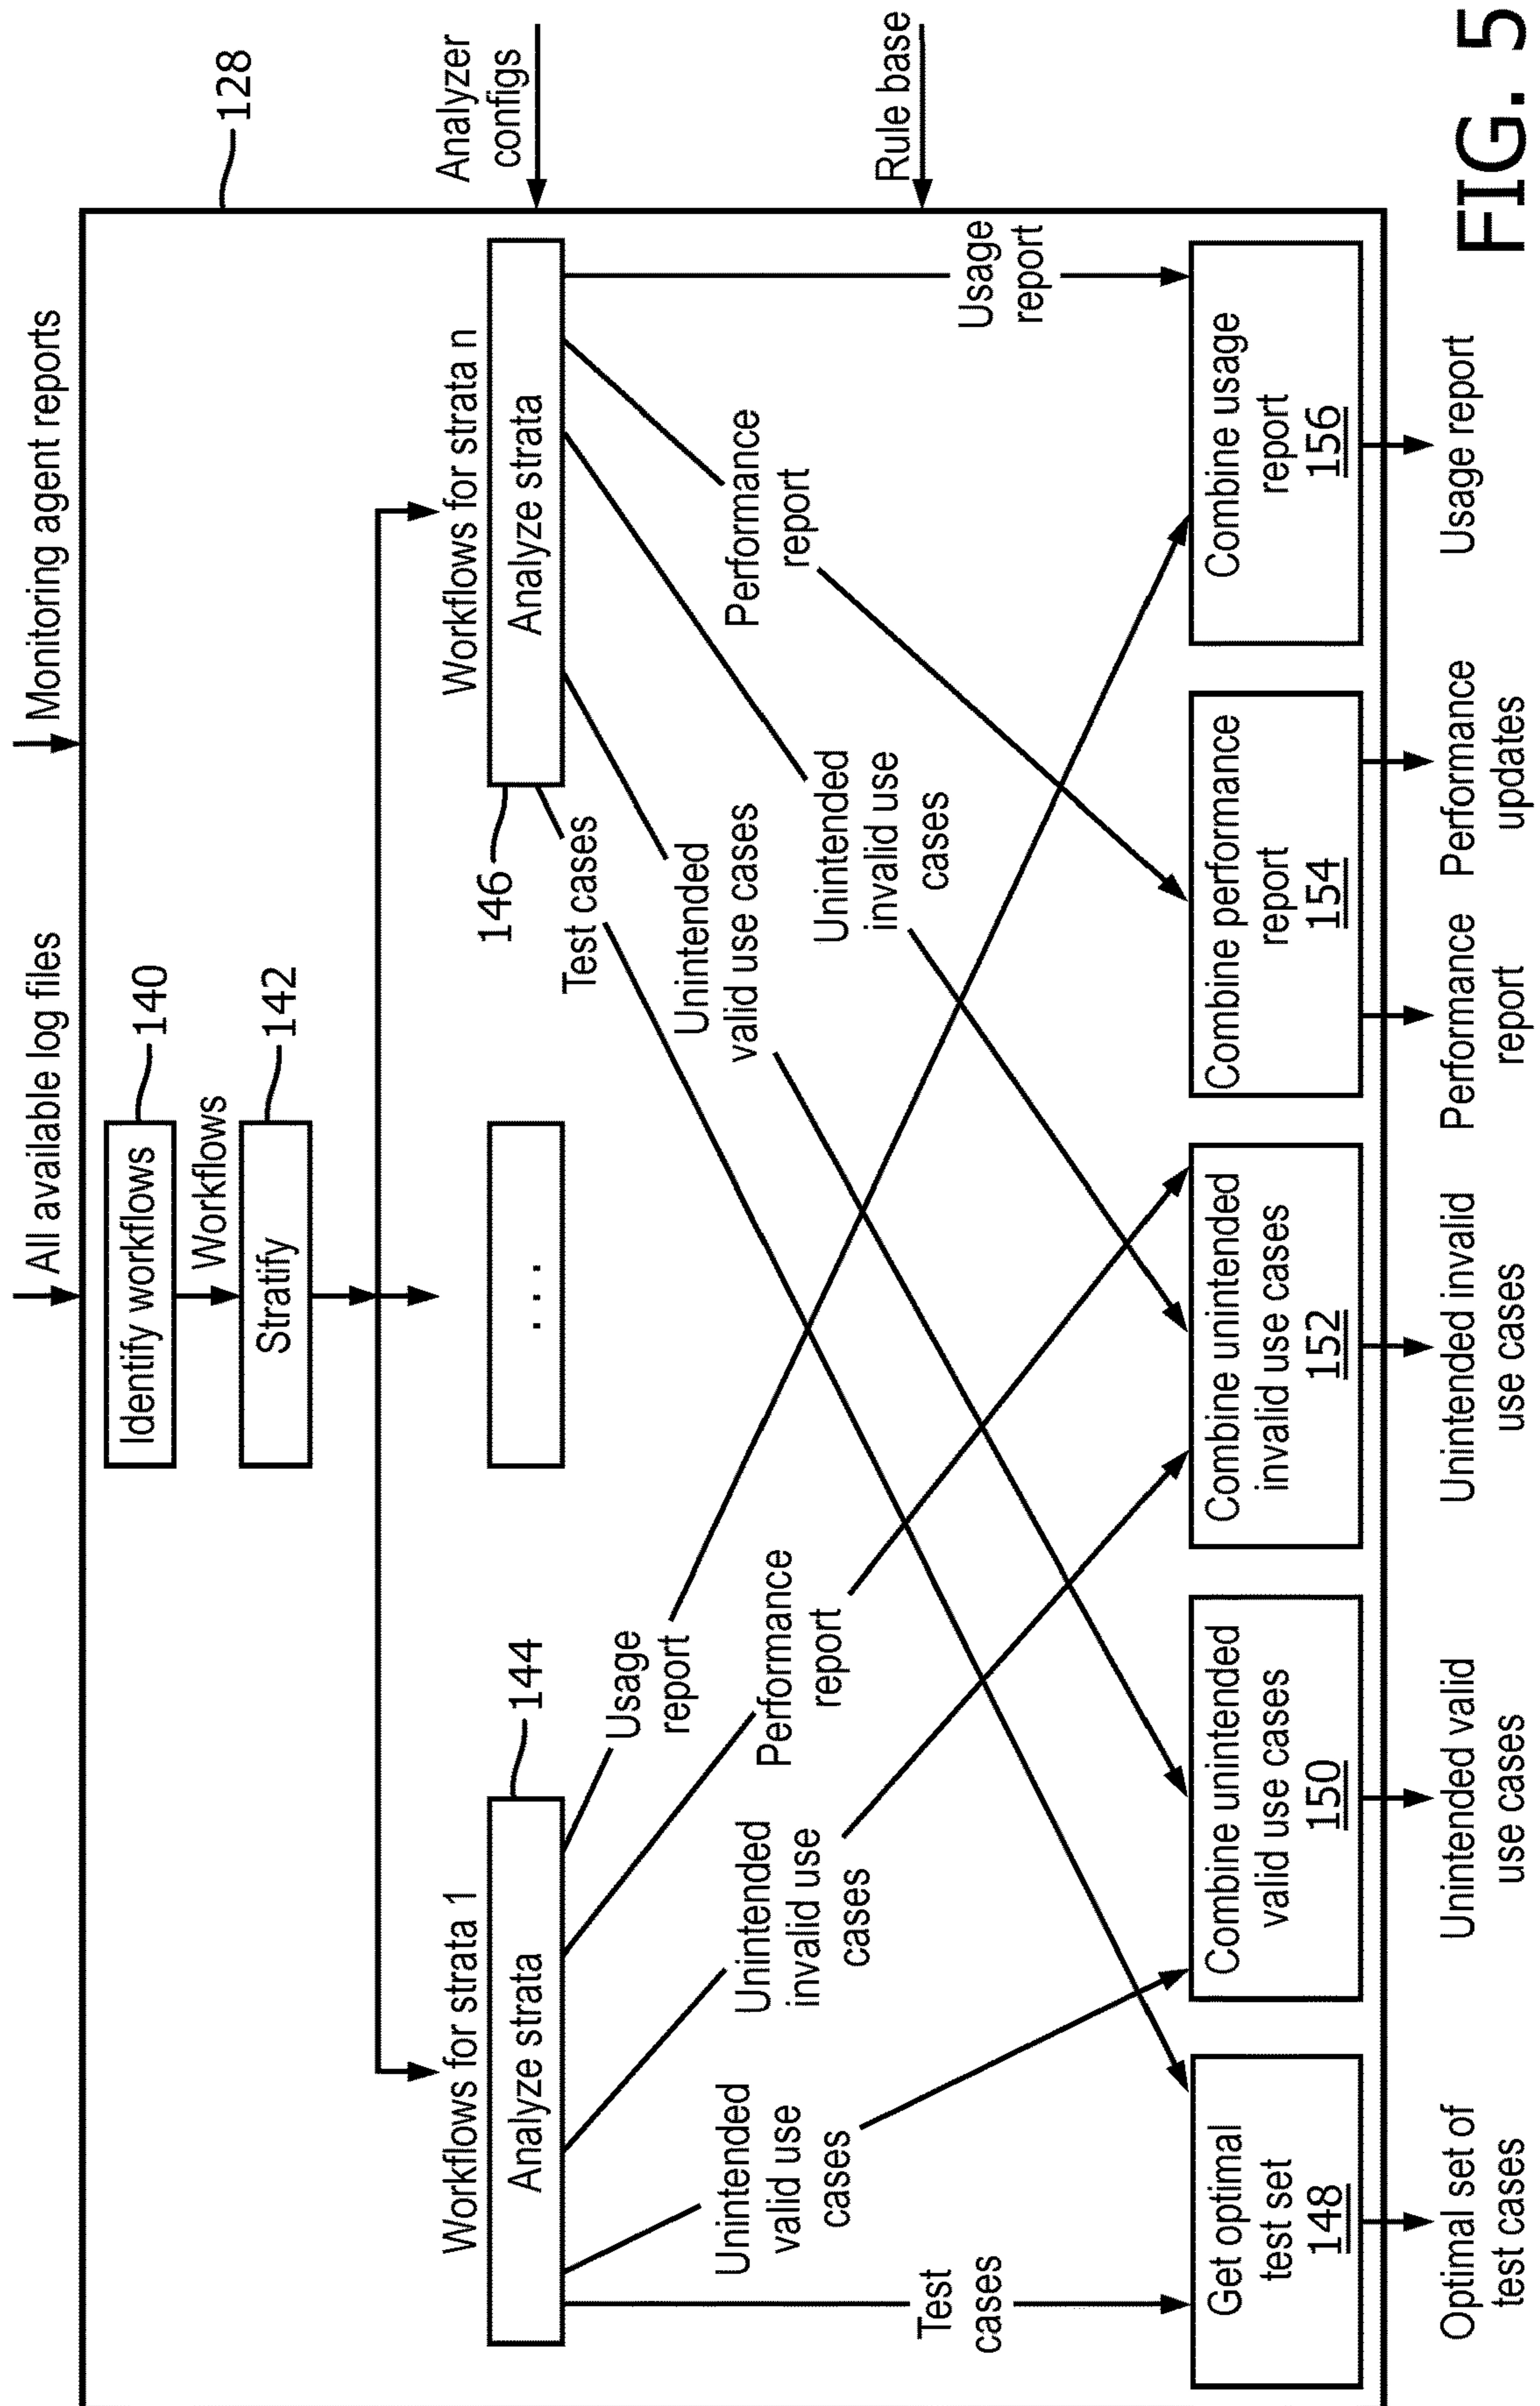 All available log files
Monitoring agent reports
128
Identify workflows
140
Workflows
Stratify
142
Analyzer
configs
Rule base
Workflows for strata 1
Analyze strata
144
. . .
Workflows for strata n
Analyze strata
146
Test
cases
Unintended
valid use
cases
Unintended
invalid use
cases
Performance
report
Usage
report
Test cases
Unintended
valid use cases
Unintended
invalid use
cases
Performance
report
Usage
report
Get optimal
test set
148
Combine unintended
valid use cases
150
Combine unintended
invalid use cases
152
Combine performance
report
154
Combine usage
report
156
Optimal set of
test cases
Unintended valid
use cases
Unintended invalid
use cases
Performance
report
Performance
updates
Usage report
FIG. 5